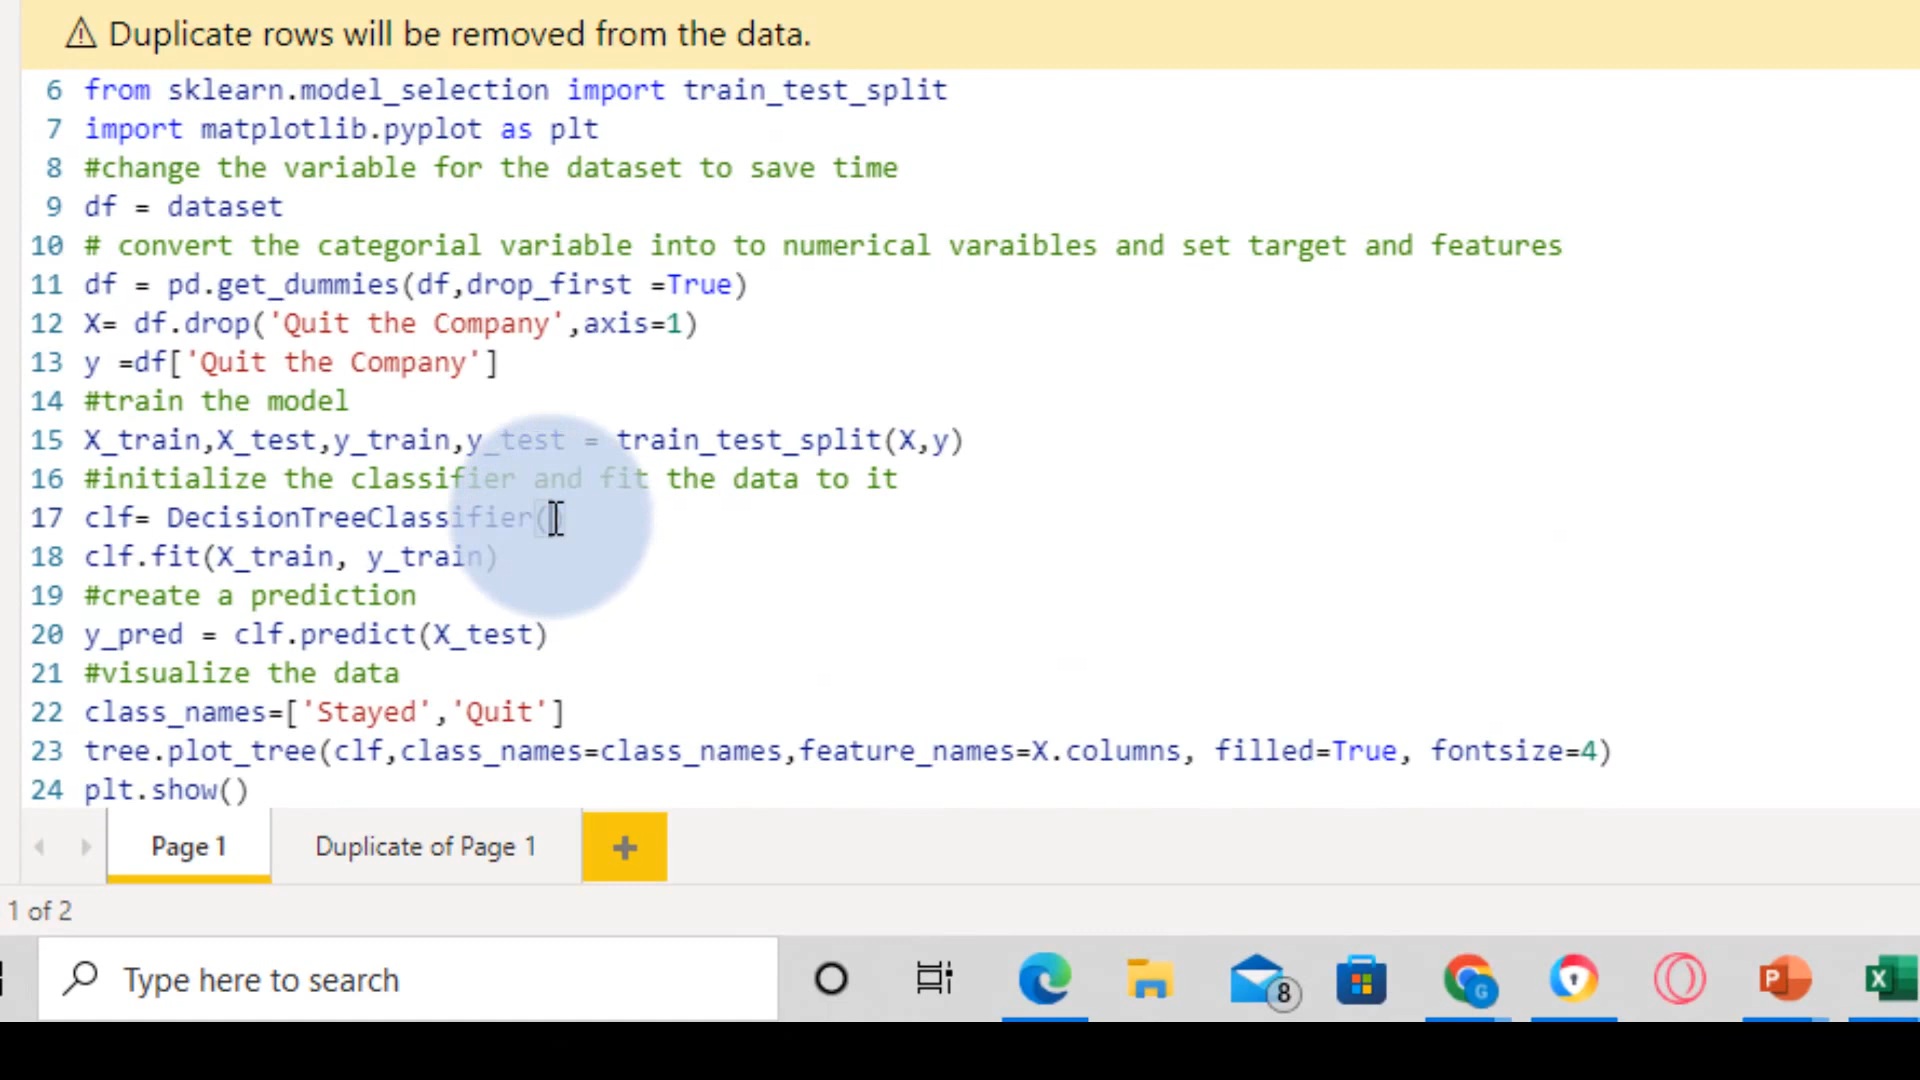 Duplicate rows will be removed from the data.
6 from sklearn.model_selection import train_test_split
7 import matplotlib.pyplot as plt
8 #change the variable for the dataset to save time
9 df = dataset
10 # convert the categorial variable into to numerical varaibles and set target and features
11 df = pd.get_dummies(df,drop_first =True)
12 X= df.drop('Quit the Company',axis=1)
13 y =df['Quit the Company']
14 #train the model
15 X_train,X_test,y_train,y_test = train_test_split(X,y)
16 #initialize the classifier and fit the data to it
17 clf= DecisionTreeClassifier()
18 clf.fit(X_train, y_train)
19 #create a prediction
20 y_pred = clf.predict(X_test)
21 #visualize the data
22 class_names=['Stayed','Quit']
23 tree.plot_tree(clf,class_names=class_names,feature_names=X.columns, filled=True, fontsize=4)
24 plt.show()
Page 1 Duplicate of Page 1 +
1 of 2
Type here to search 8 G P X